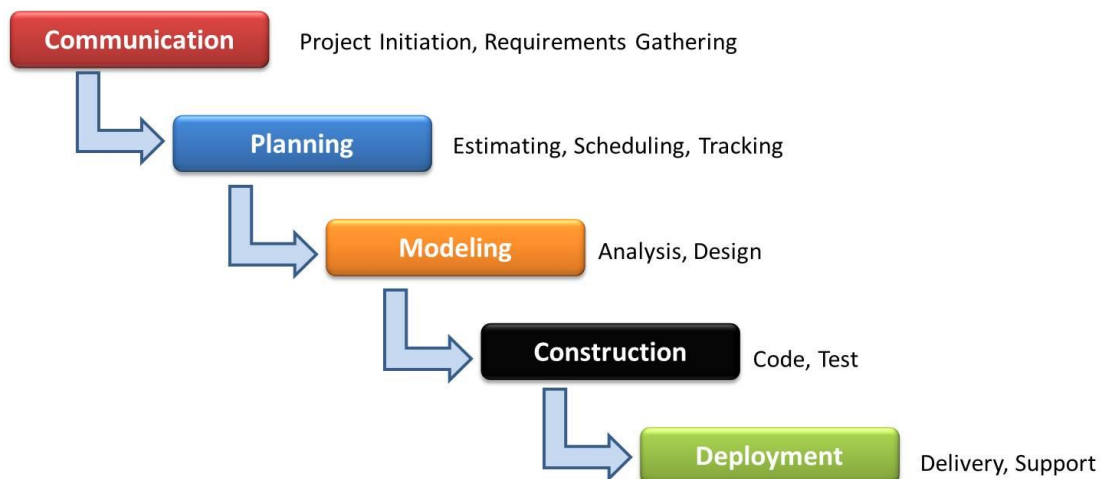 Communication
Project Initiation, Requirements Gathering
Planning
Estimating, Scheduling, Tracking
Modeling
Analysis, Design
Construction
Code, Test
Deployment
Delivery, Support